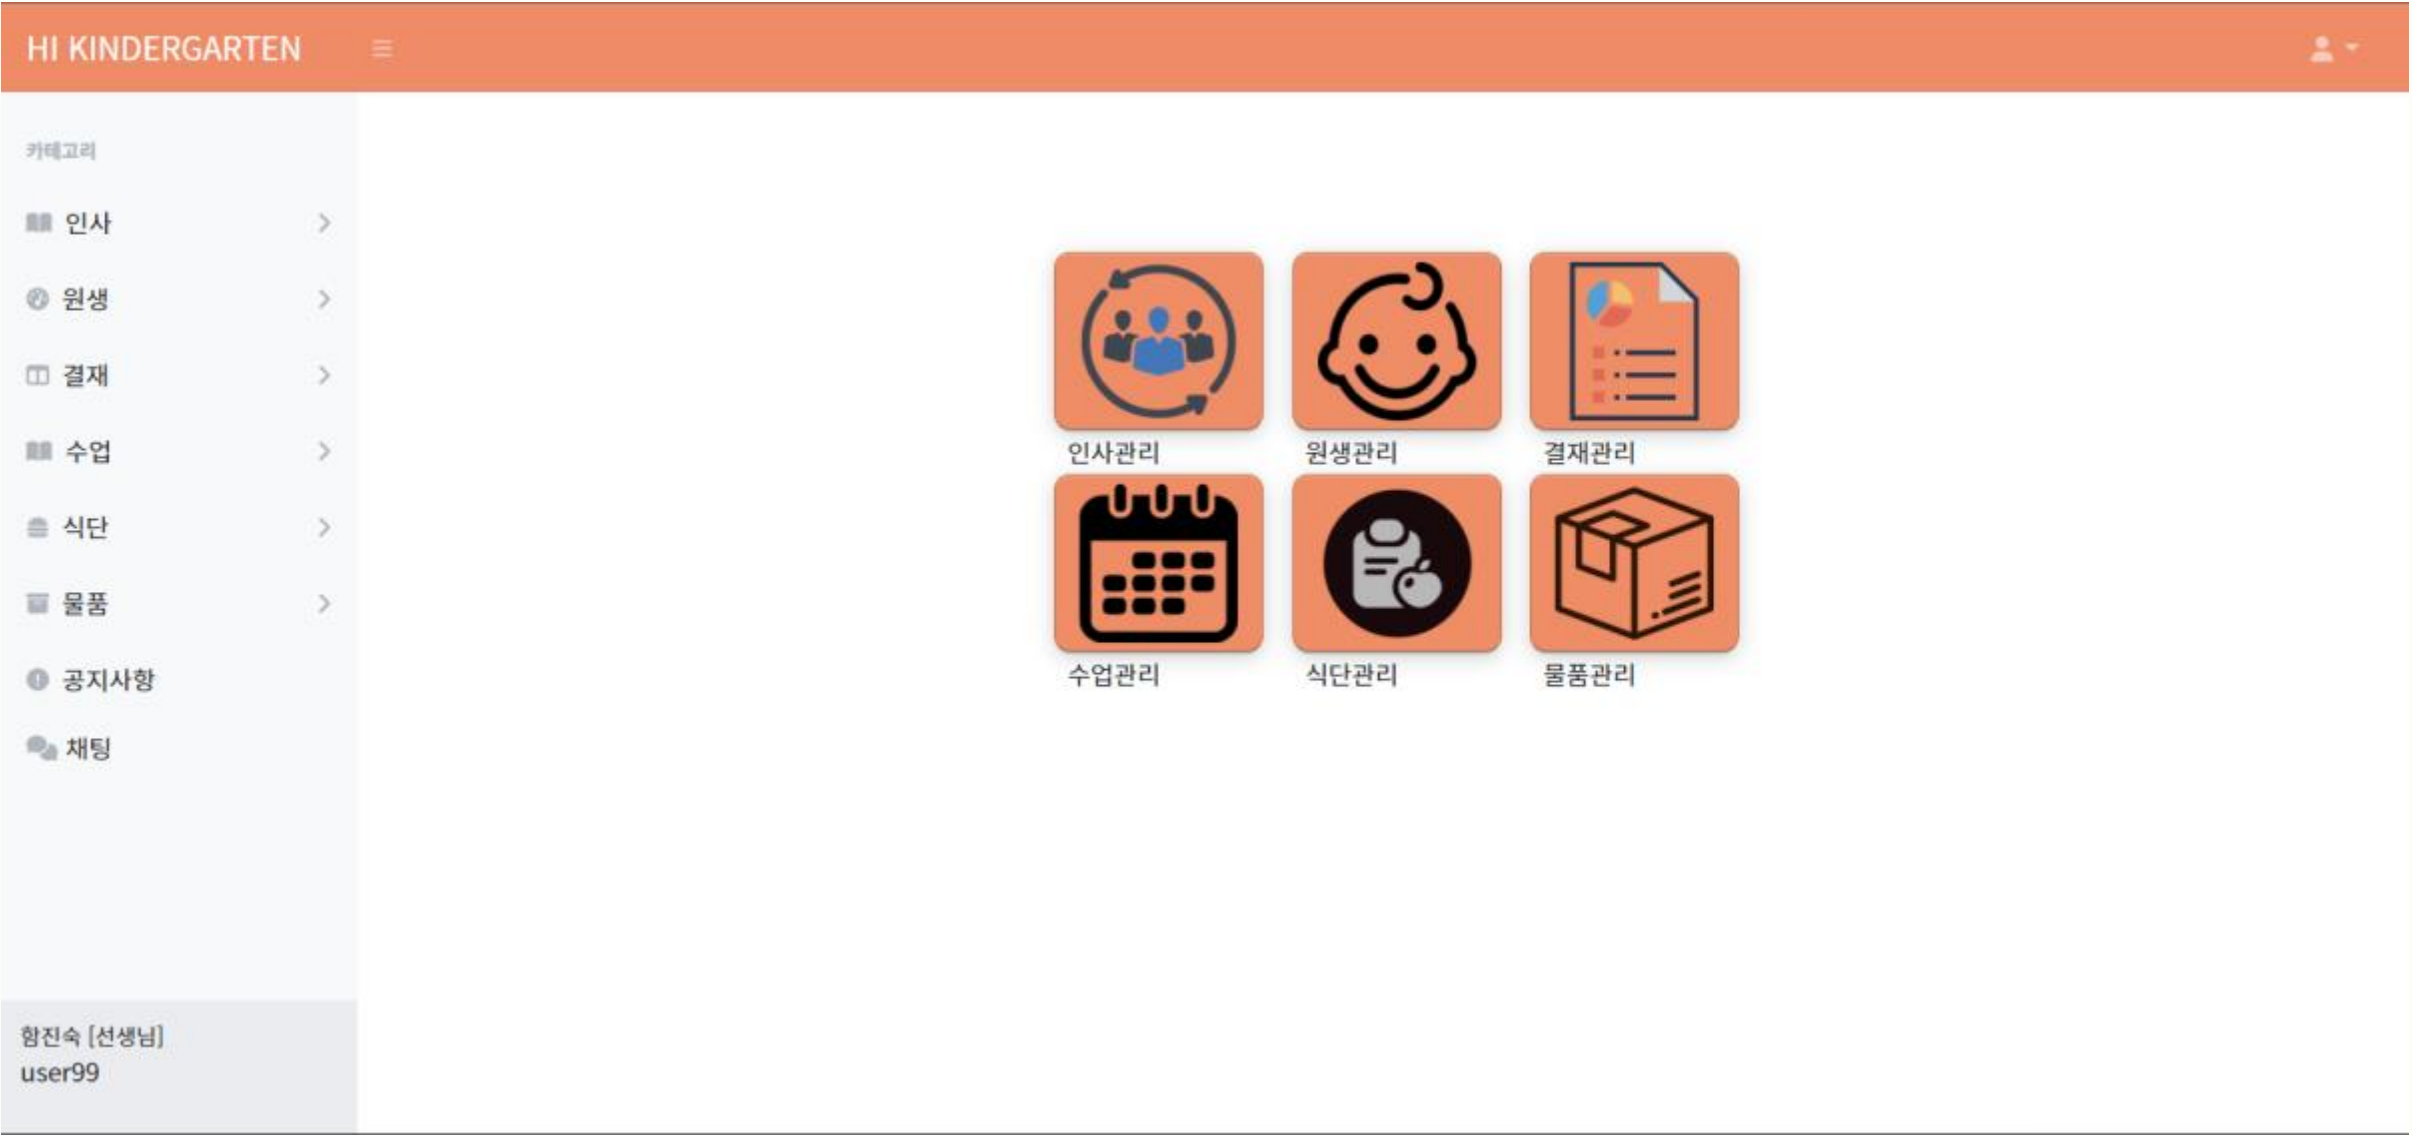 HI KINDERGARTEN
카테고리
인사
원생
결재
수업
식단
물품
공지사항
채팅
인사관리 원생관리 결재관리
수업관리 식단관리 물품관리
함진숙 [선생님]
user99